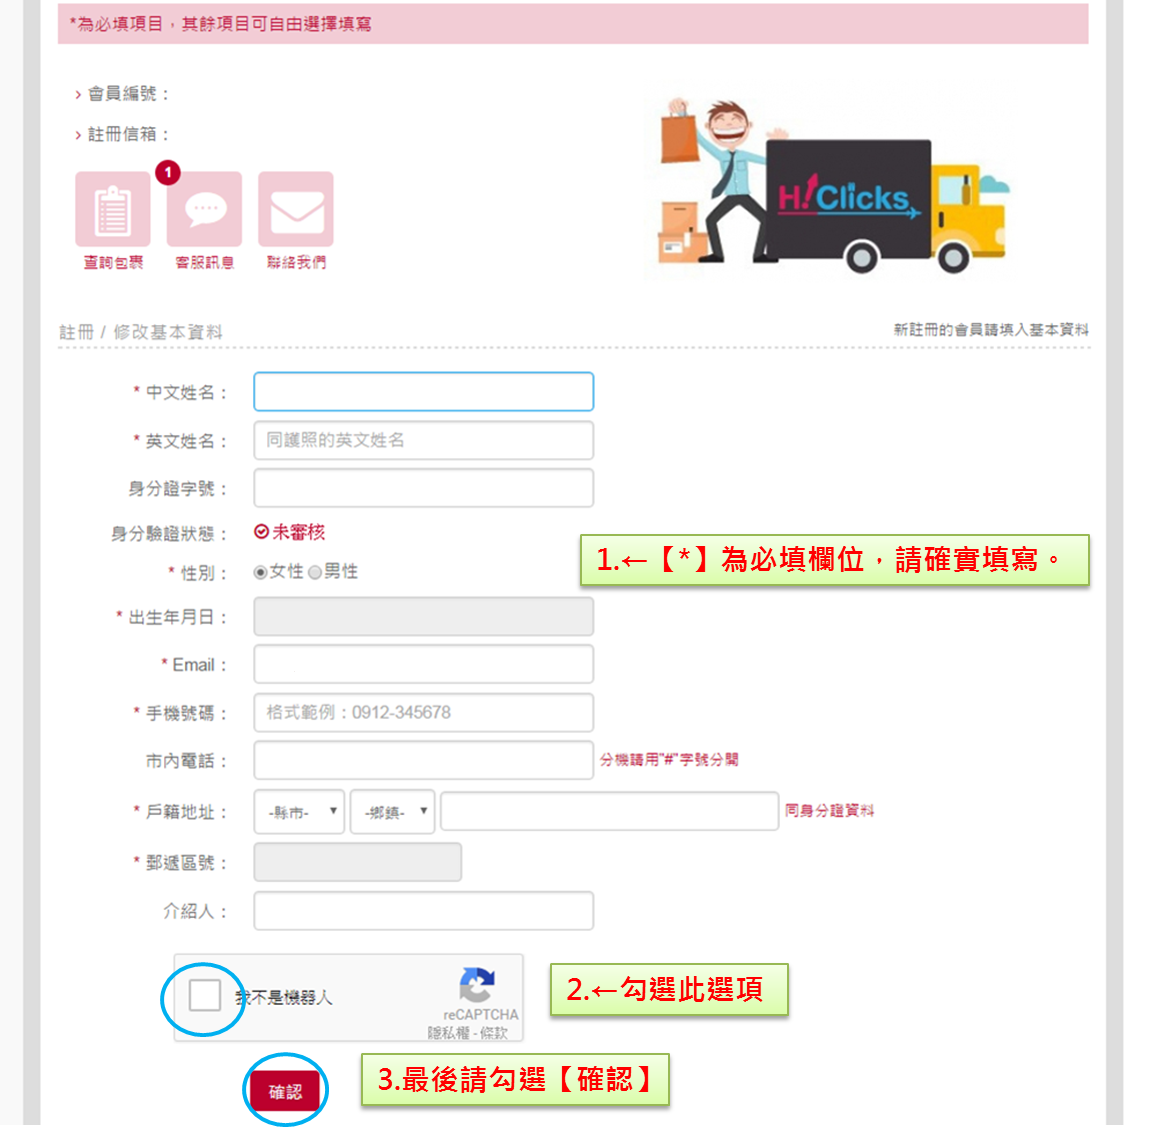 *為必填項目，其餘項目可自由選擇填寫
› 會員編號：
› 註冊信箱：
1
查詢包裹 客服訊息 聯絡我們
H!Clicks
註冊 / 修改基本資料
新註冊的會員請填入基本資料
* 中文姓名：
* 英文姓名： 同護照的英文姓名
身分證字號：
身分驗證狀態： 未審核
* 性別： 女性 男性
1.←【*】為必填欄位，請確實填寫。
* 出生年月日：
* Email：
* 手機號碼： 格式範例：0912-345678
市內電話： 分機請用"#"字號分開
* 戶籍地址： -縣市- -鄉鎮- 同身分證資料
* 郵遞區號：
介紹人：
我不是機器人
reCAPTCHA
隱私權 - 條款
2.←勾選此選項
確認
3.最後請勾選【確認】